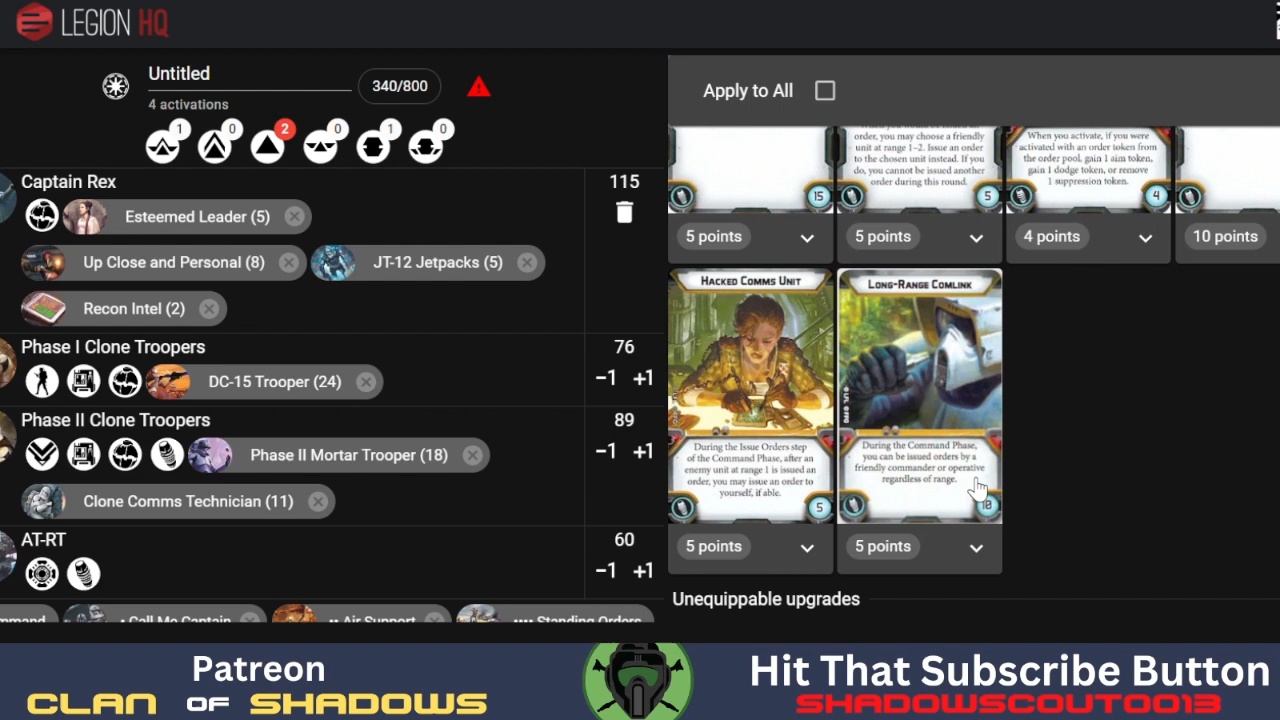 LEGION HQ
Untitled
340/800
4 activations
1
0
2
0
1
0
Captain Rex
115
Esteemed Leader (5)
Up Close and Personal (8)
JT-12 Jetpacks (5)
Recon Intel (2)
Phase I Clone Troopers
76
DC-15 Trooper (24)
−1 +1
Phase II Clone Troopers
89
Phase II Mortar Trooper (18)
−1 +1
Clone Comms Technician (11)
AT-RT
60
−1 +1
• Call Me Captain
•• Air Support
•••• Standing Orders
Apply to All
15
order, you may choose a friendly
unit at range 1–2. Issue an order
to the chosen unit instead. If you
do, you cannot be issued another
order during this round.
5
When you activate, if you were
activated with an order token from
the order pool, gain 1 aim token,
gain 1 dodge token, or remove
1 suppression token.
4
5 points
5 points
4 points
10 points
Hacked Comms Unit
During the Issue Orders step
of the Command Phase, after an
enemy unit at range 1 is issued an
order, you may issue an order to
yourself, if able.
5
Long-Range Comlink
During the Command Phase,
you can be issued orders by a
friendly commander or operative
regardless of range.
10
5 points
5 points
Unequippable upgrades
Patreon
CLAN OF SHADOWS
Hit That Subscribe Button
SHADOWSCOUT0013